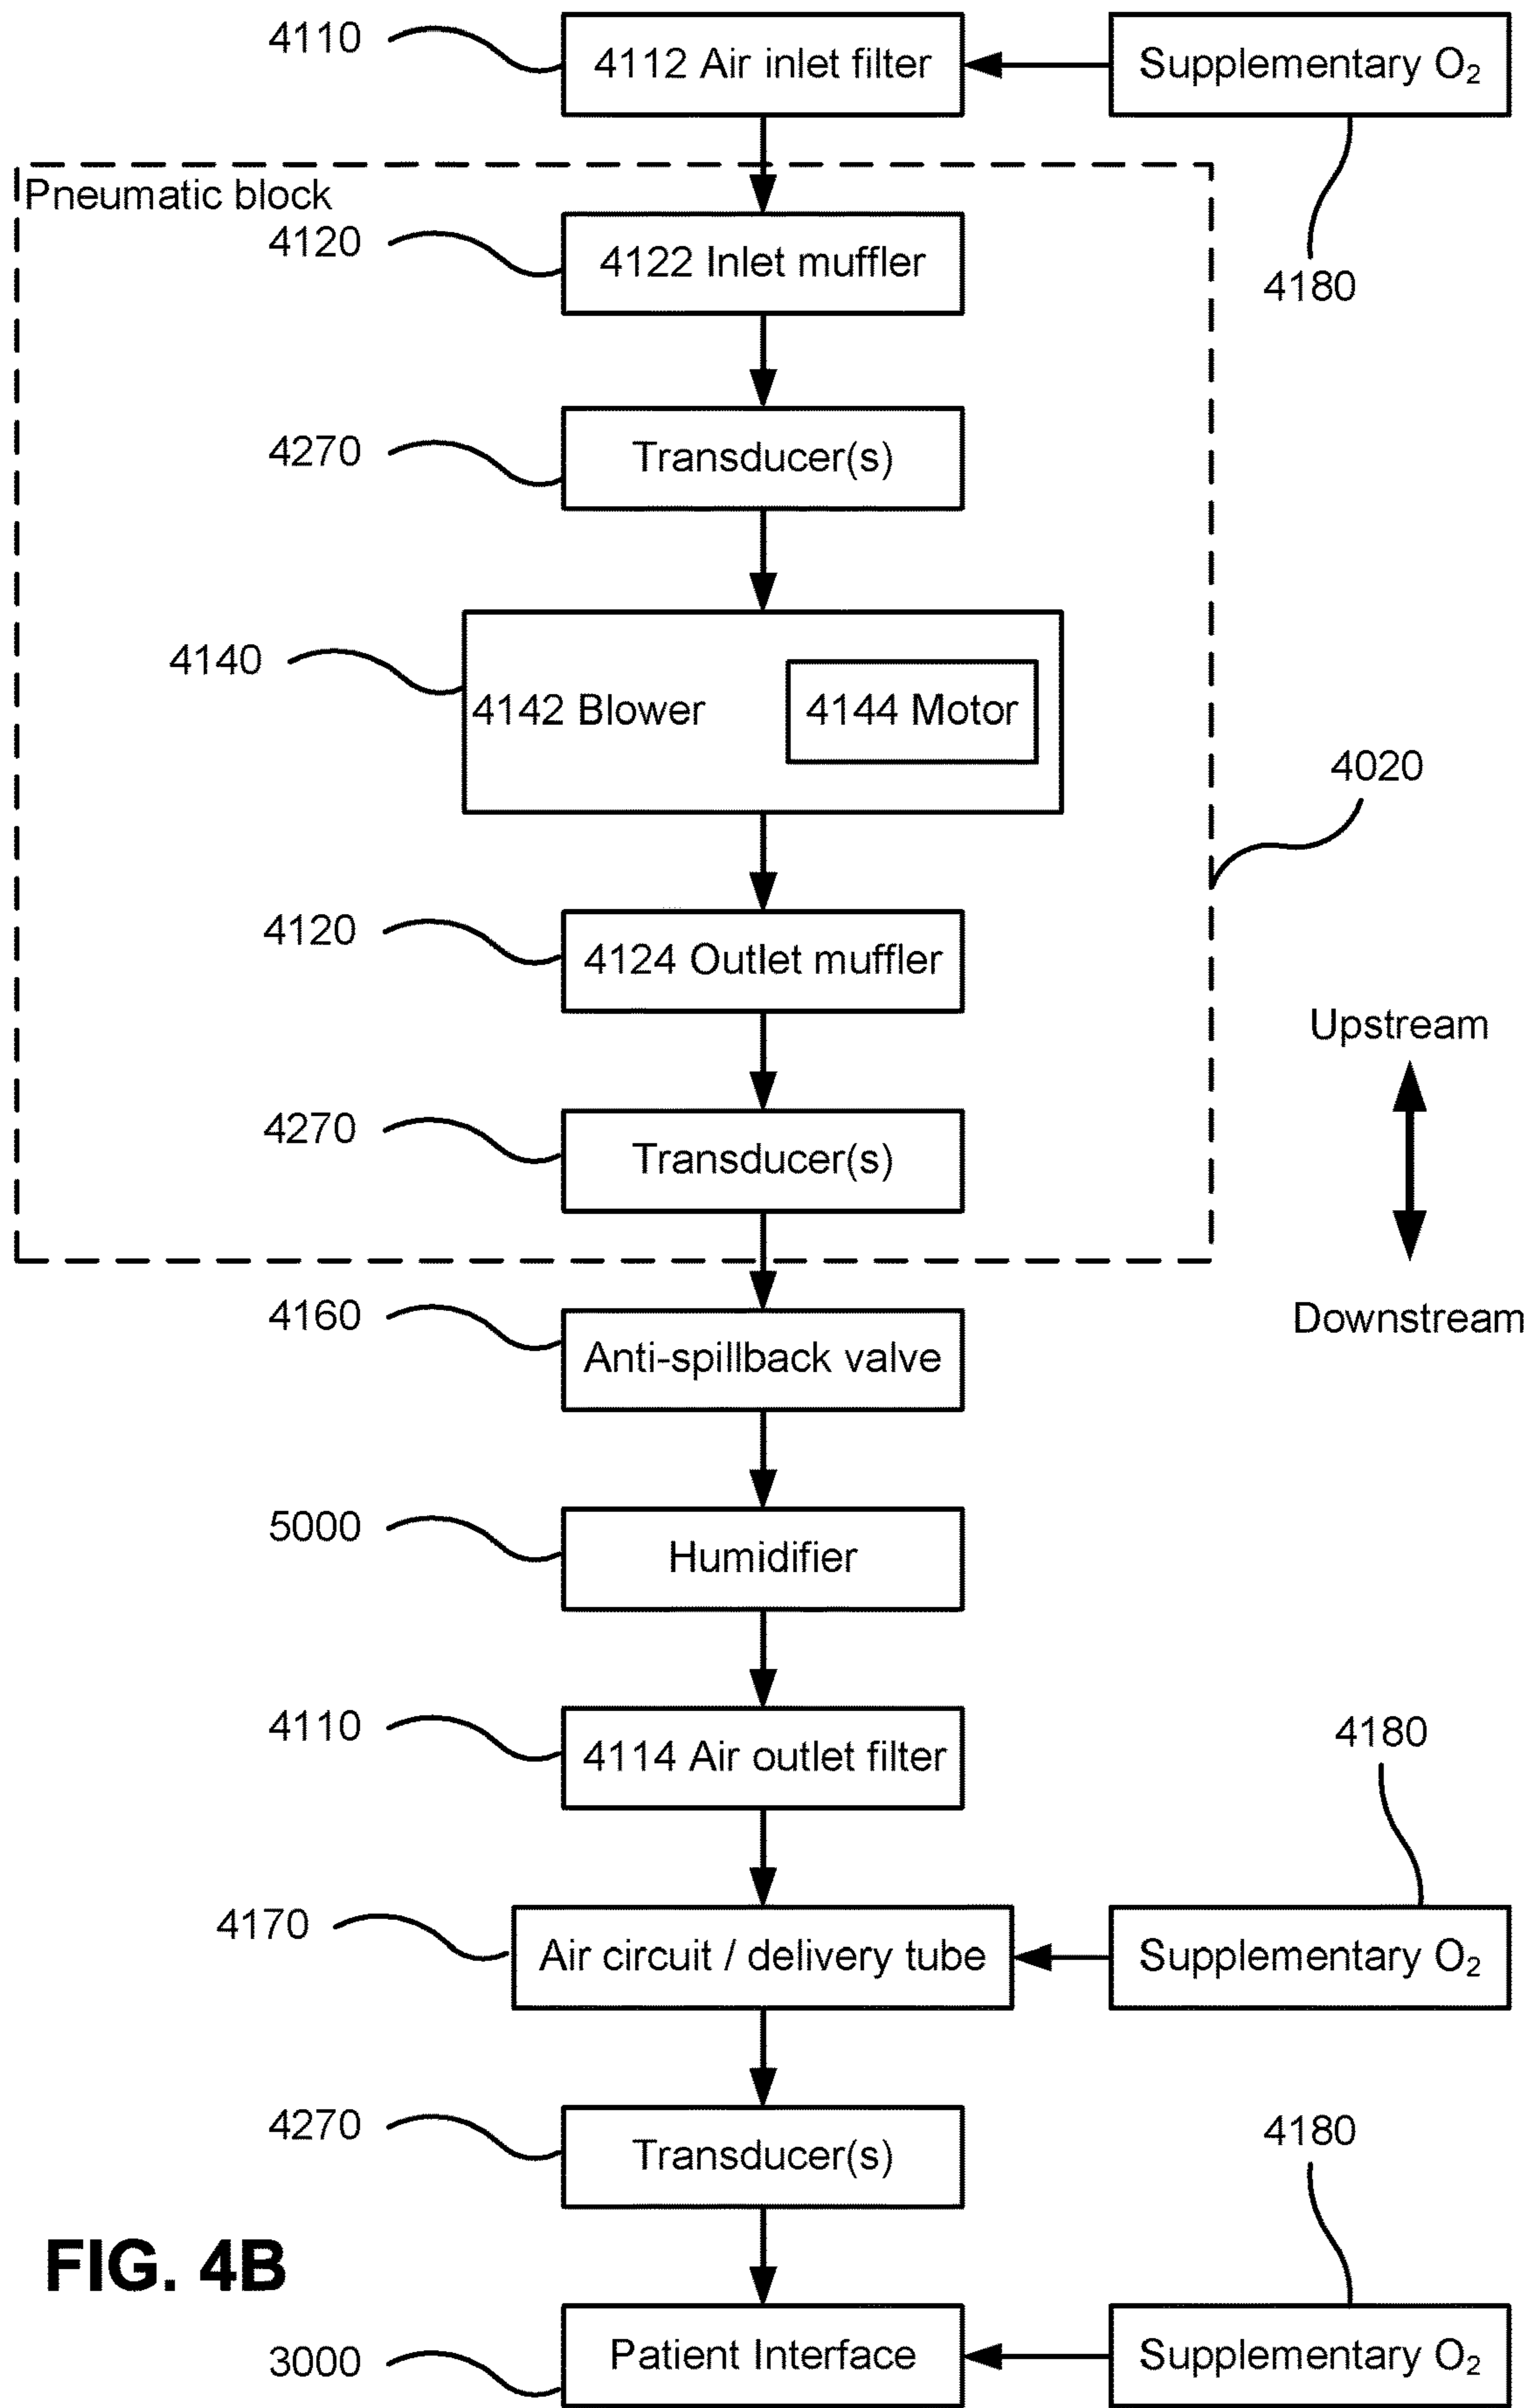 4110
4112 Air inlet filter
Supplementary O₂
Pneumatic block
4120
4122 Inlet muffler
4180
4270
Transducer(s)
4140
4142 Blower
4144 Motor
4020
4120
4124 Outlet muffler
Upstream
4270
Transducer(s)
4160
Downstream
Anti-spillback valve
5000
Humidifier
4110
4114 Air outlet filter
4180
4170
Air circuit / delivery tube
Supplementary O₂
4270
Transducer(s)
4180
FIG. 4B
3000
Patient Interface
Supplementary O₂